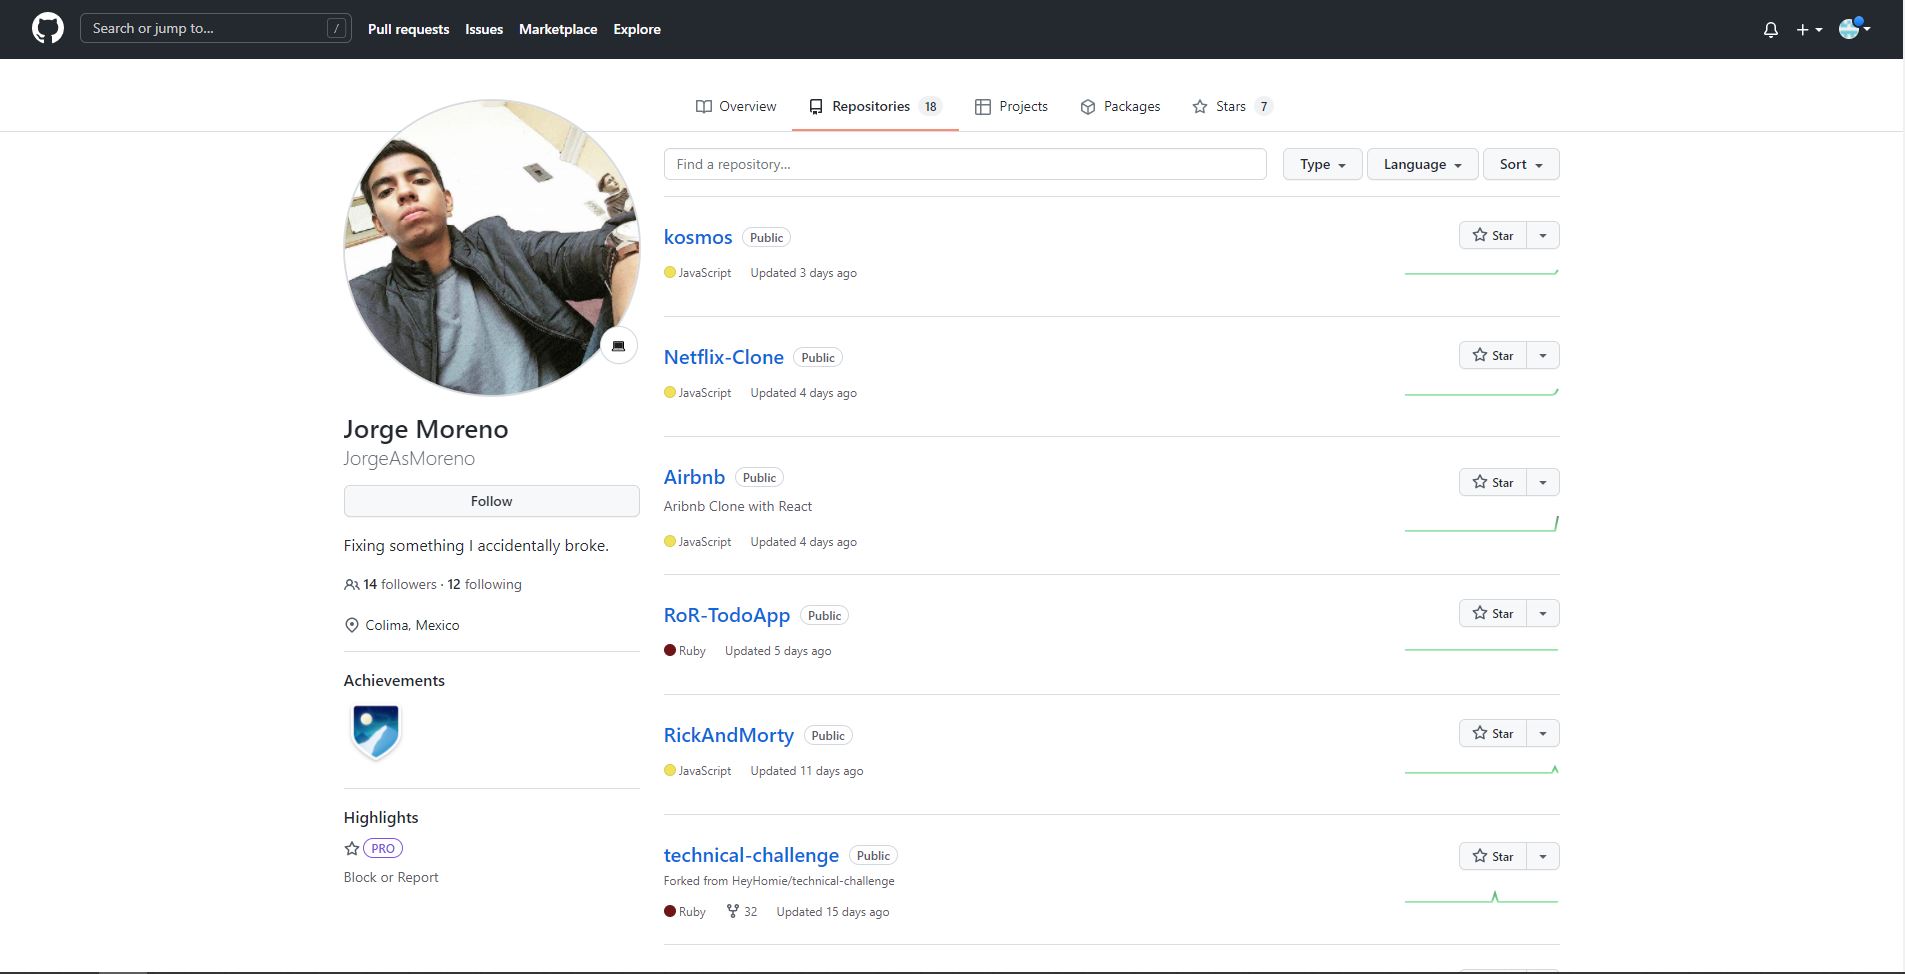 Search or jump to... /
Pull requests Issues Marketplace Explore
Overview Repositories 18 Projects Packages Stars 7
Find a repository...
Type Language Sort
Jorge Moreno
JorgeAsMoreno
Follow
Fixing something I accidentally broke.
14 followers · 12 following
Colima, Mexico
Achievements
Highlights
PRO
Block or Report
kosmos Public
Star
JavaScript Updated 3 days ago
Netflix-Clone Public
Star
JavaScript Updated 4 days ago
Airbnb Public
Star
Aribnb Clone with React
JavaScript Updated 4 days ago
RoR-TodoApp Public
Star
Ruby Updated 5 days ago
RickAndMorty Public
Star
JavaScript Updated 11 days ago
technical-challenge Public
Star
Forked from HeyHomie/technical-challenge
Ruby 32 Updated 15 days ago